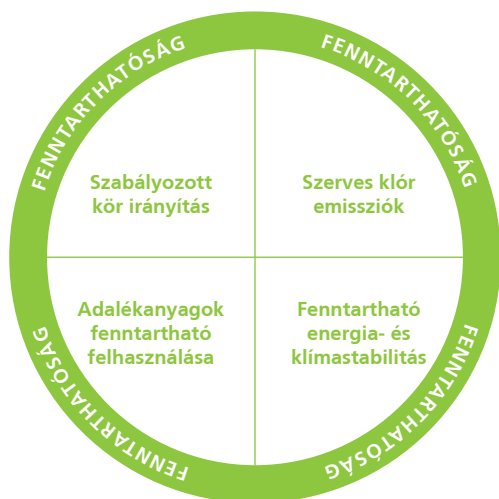 FENNTARTHATÓSÁG
FENNTARTHATÓSÁG
Szabályozott
kör irányítás
Szerves klór
emissziók
Adalékanyagok
fenntartható
felhasználása
Fenntartható
energia- és
klímastabilitás
FENNTARTHATÓSÁG
FENNTARTHATÓSÁG